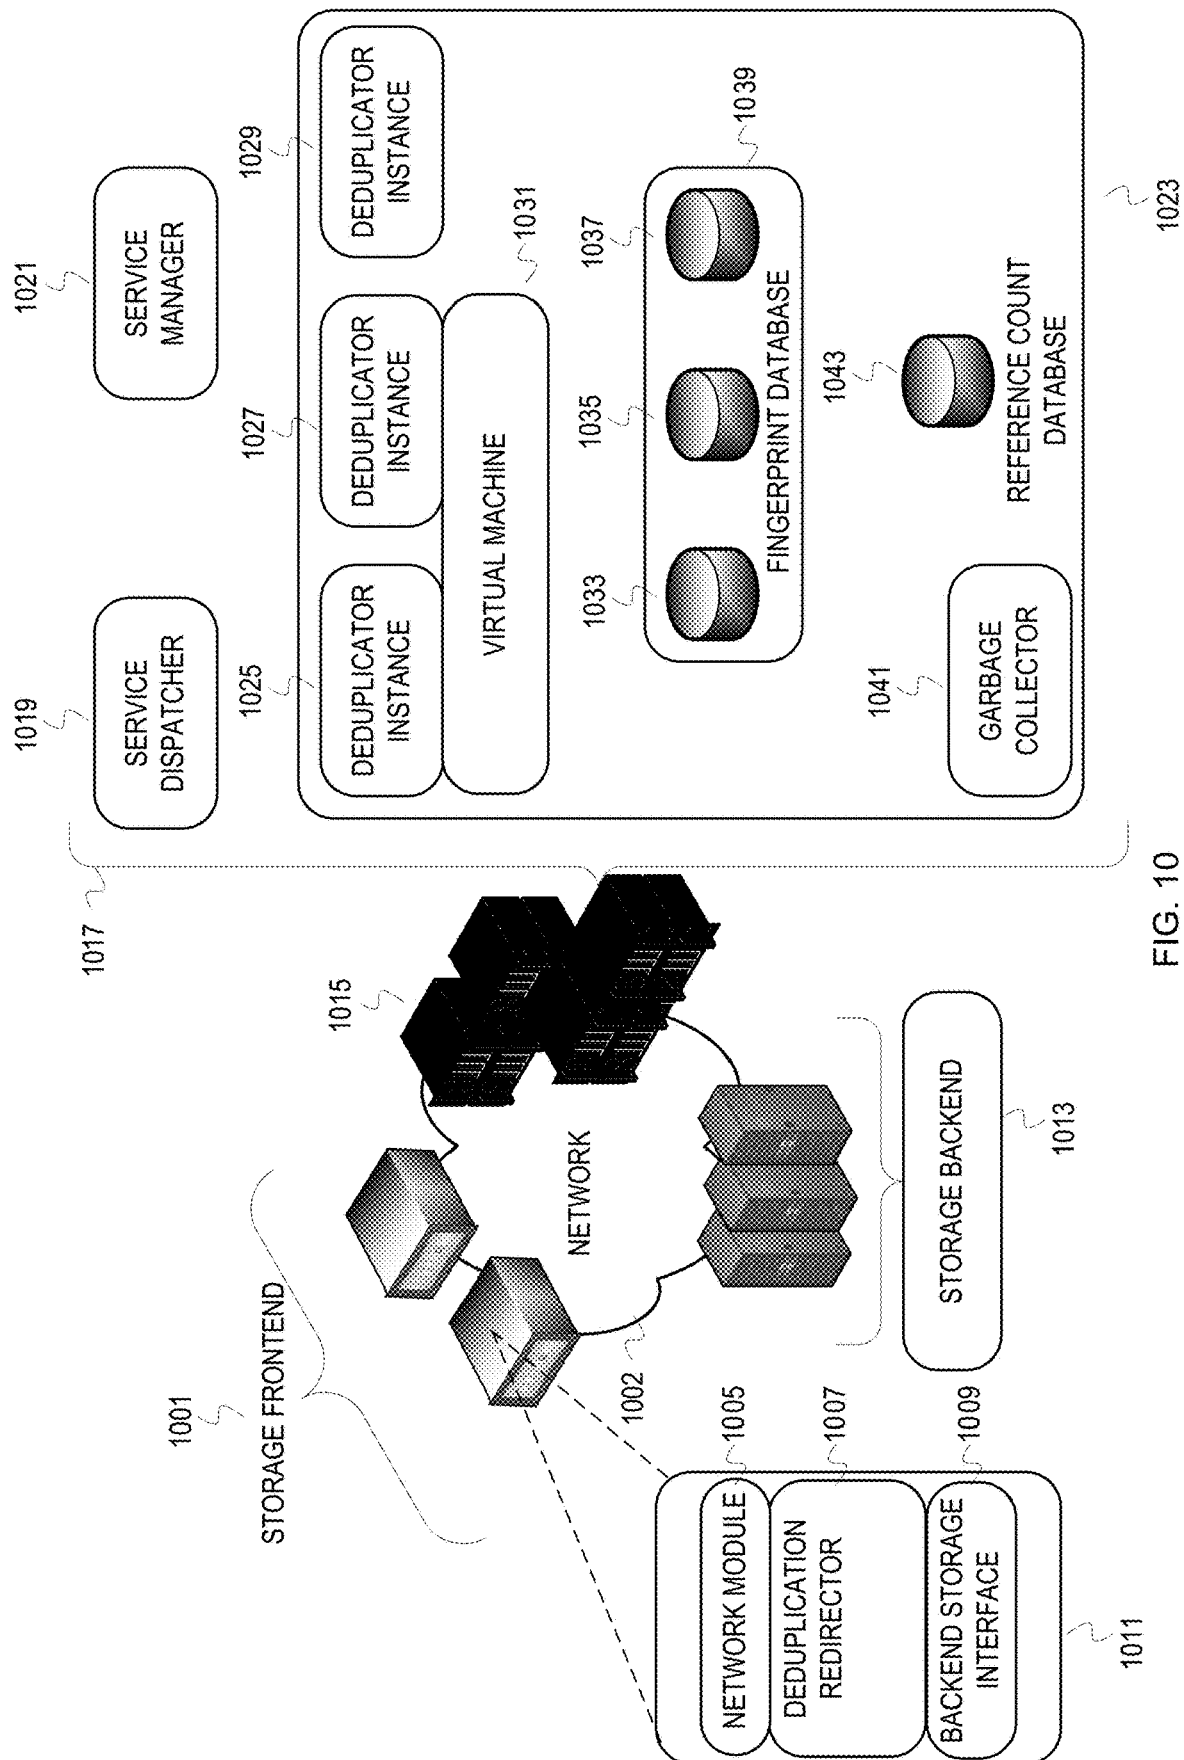 1001
STORAGE FRONTEND
1002
NETWORK
1015
1017
1011
NETWORK MODULE
1005
DEDUPLICATION
REDIRECTOR
1007
BACKEND STORAGE
INTERFACE
1009
STORAGE BACKEND
1013
1019
SERVICE
DISPATCHER
1021
SERVICE
MANAGER
1025
DEDUPLICATOR
INSTANCE
1027
DEDUPLICATOR
INSTANCE
1029
DEDUPLICATOR
INSTANCE
VIRTUAL MACHINE
1031
1033
1035
1037
FINGERPRINT DATABASE
1039
1041
GARBAGE
COLLECTOR
1043
REFERENCE COUNT
DATABASE
1023
FIG. 10